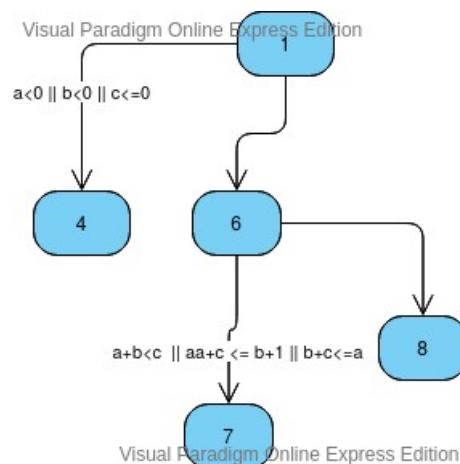 Visual Paradigm Online Express Edition
1
a<0 || b<0 || c<=0
4
6
a+b<c || aa+c <= b+1 || b+c<=a
8
7
Visual Paradigm Online Express Edition